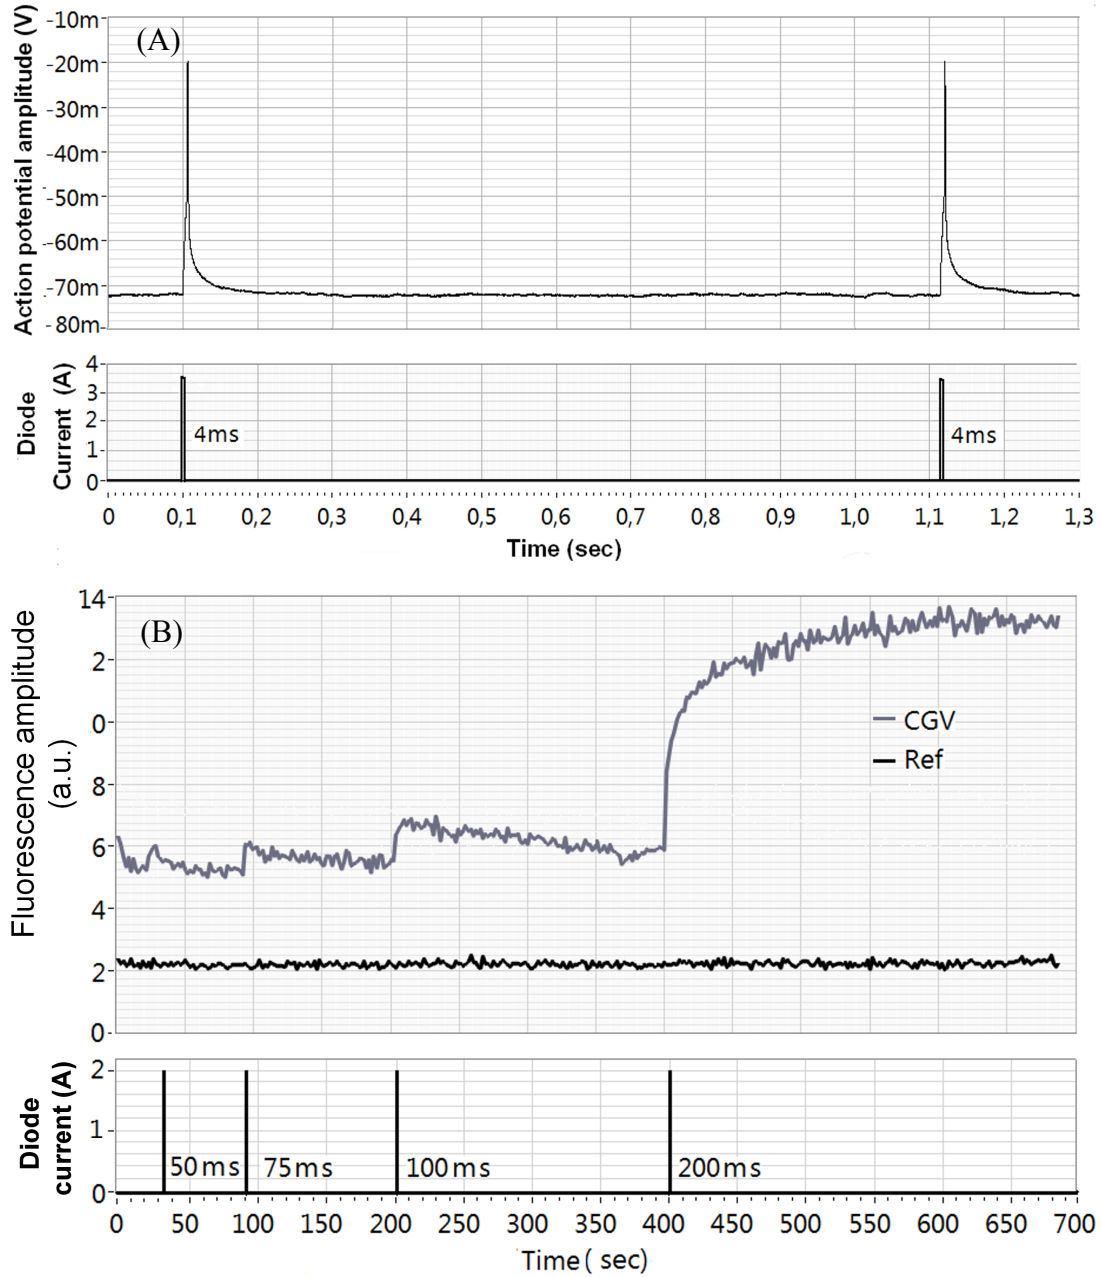 Action potential amplitude (V)
(A)
-10m
-20m
-30m
-40m
-50m
-60m
-70m
- 80m
Diode
Current (A)
4
3
2
1
0
4ms
4ms
0 0,1 0,2 0,3 0,4 0,5 0,6 0,7 0,8 0,9 1,0 1,1 1,2 1,3
Time (sec)
Fluorescence amplitude
(a.u.)
(B)
14
2
0
8
6
4
2
0
CGV
Ref
Diode
current (A)
2
1
0
50ms 75ms 100ms 200ms
0 50 100 150 200 250 300 350 400 450 500 550 600 650 700
Time( sec)